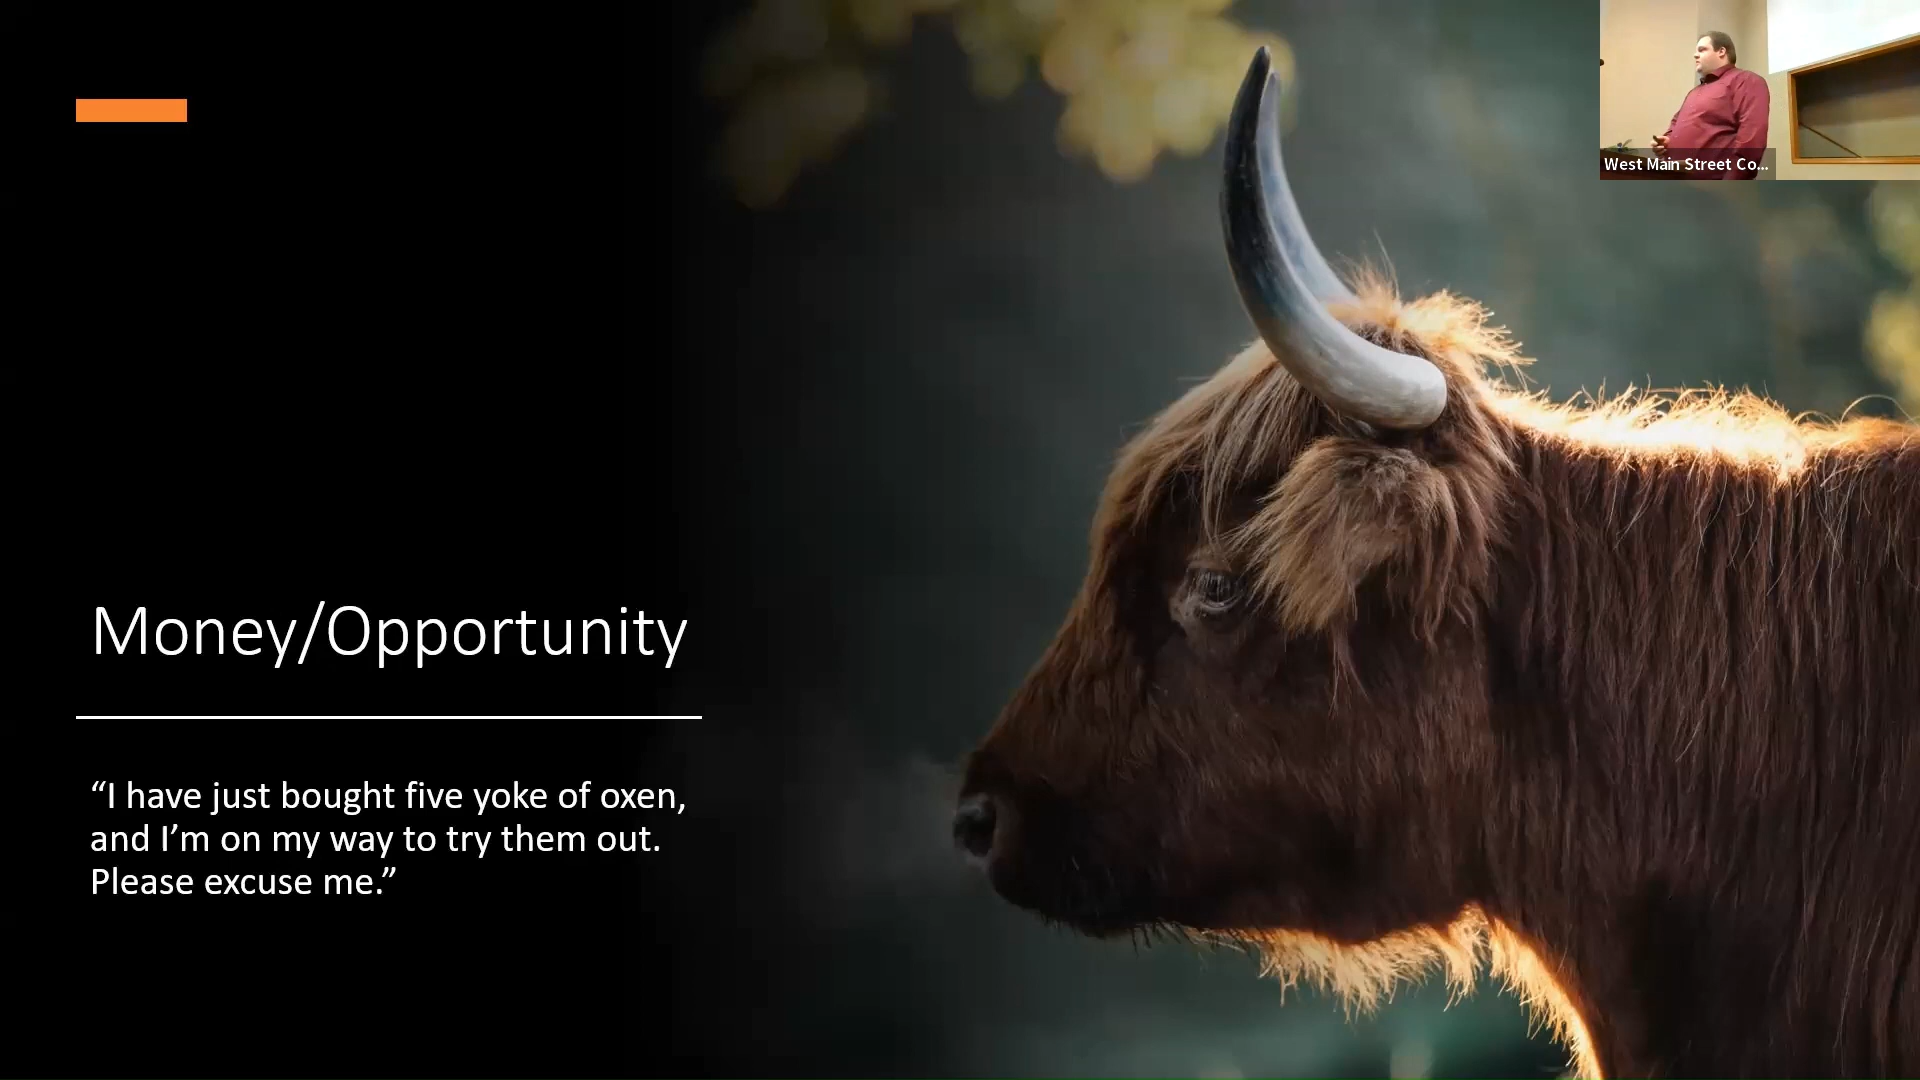 West Main Street Co...
Money/Opportunity
“I have just bought five yoke of oxen,
and I’m on my way to try them out.
Please excuse me.”